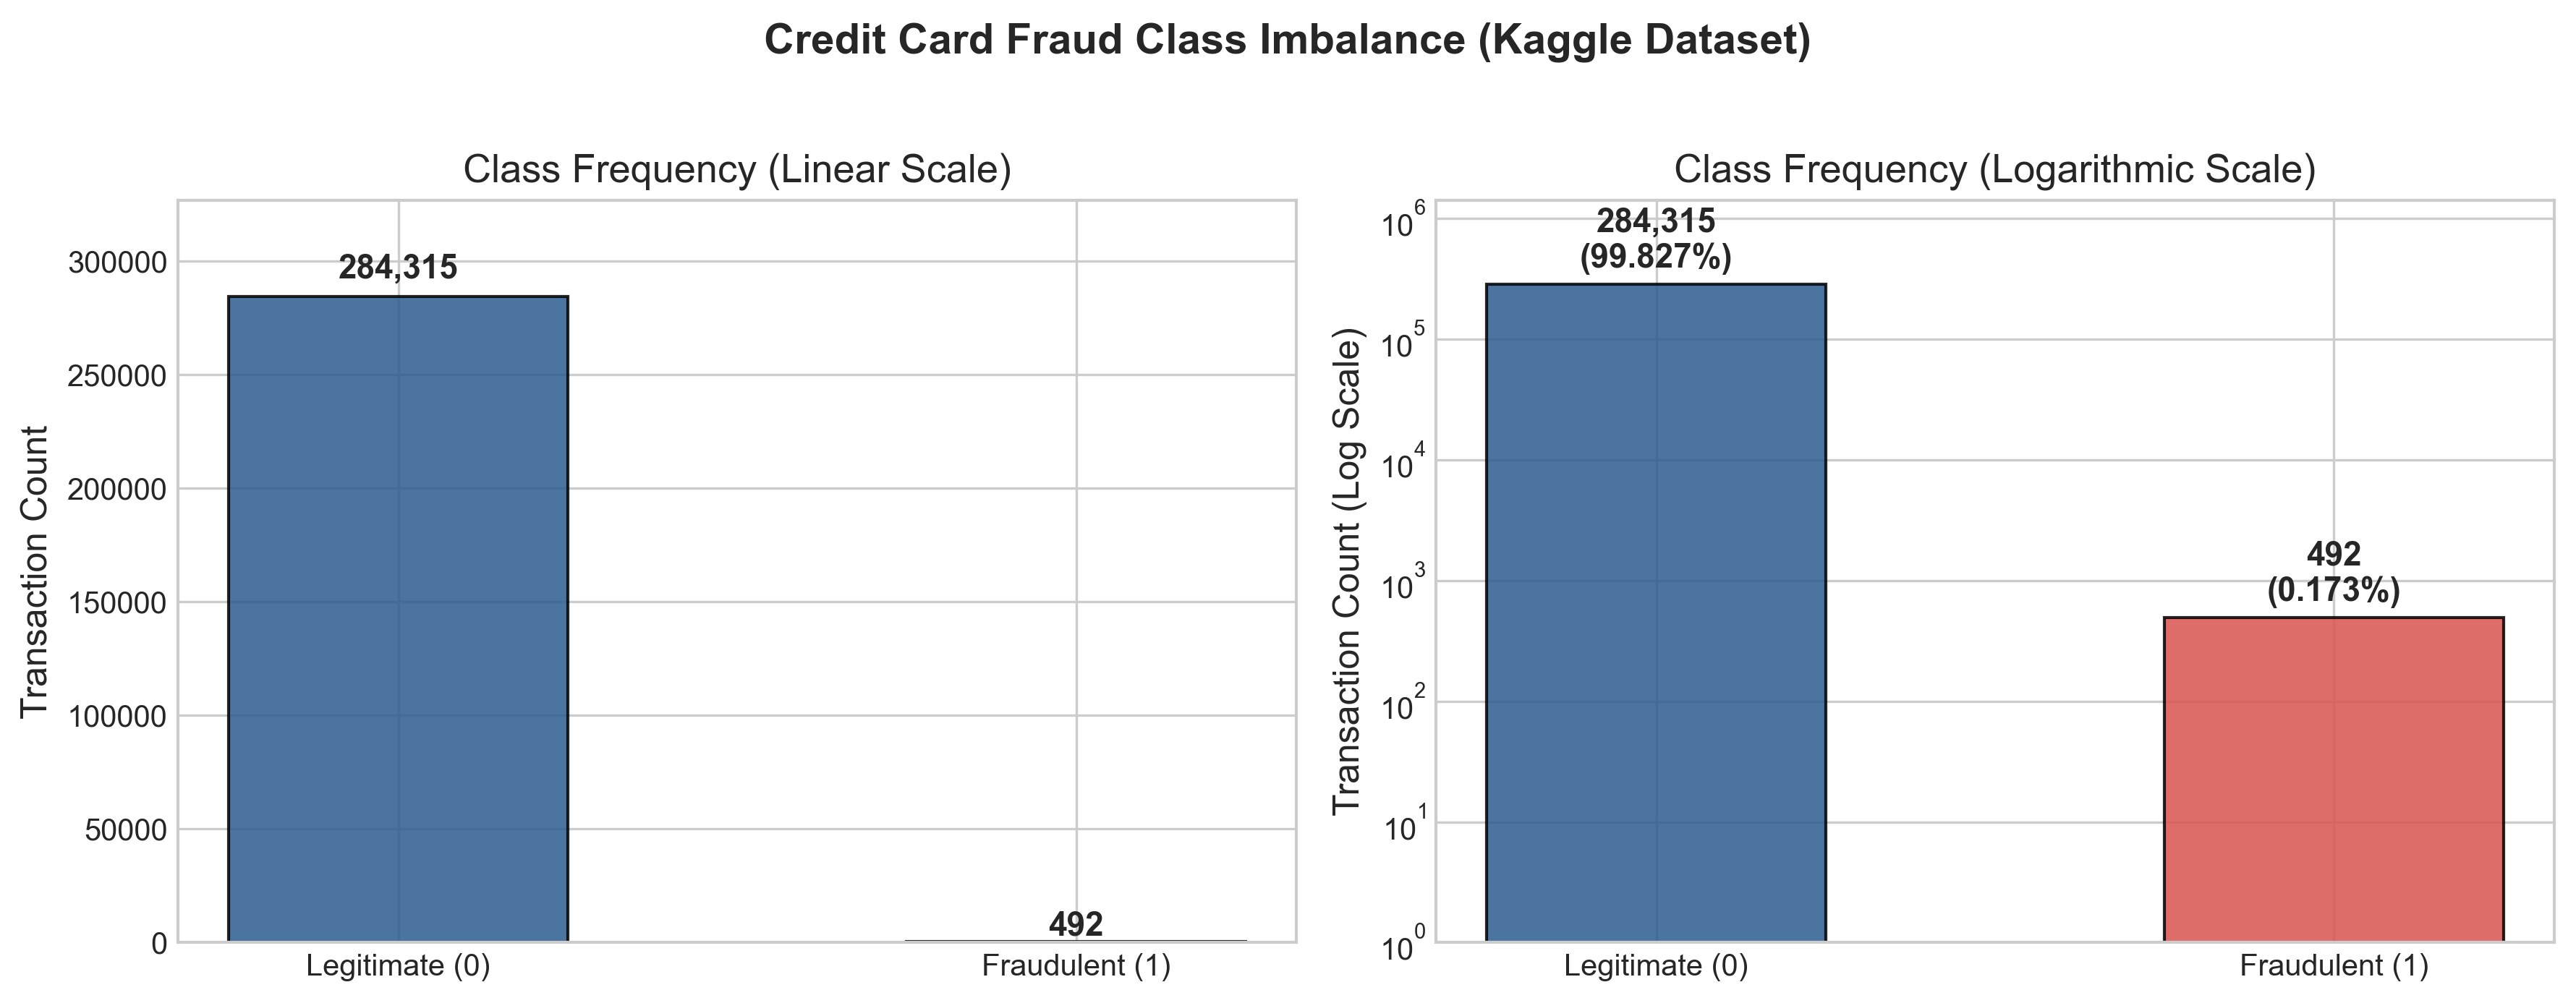 Credit Card Fraud Class Imbalance (Kaggle Dataset)
Class Frequency (Linear Scale)
Transaction Count
300000
250000
200000
150000
100000
50000
0
284,315
492
Legitimate (0)
Fraudulent (1)
Class Frequency (Logarithmic Scale)
Transaction Count (Log Scale)
10^6
10^5
10^4
10^3
10^2
10^1
10^0
284,315
(99.827%)
492
(0.173%)
Legitimate (0)
Fraudulent (1)